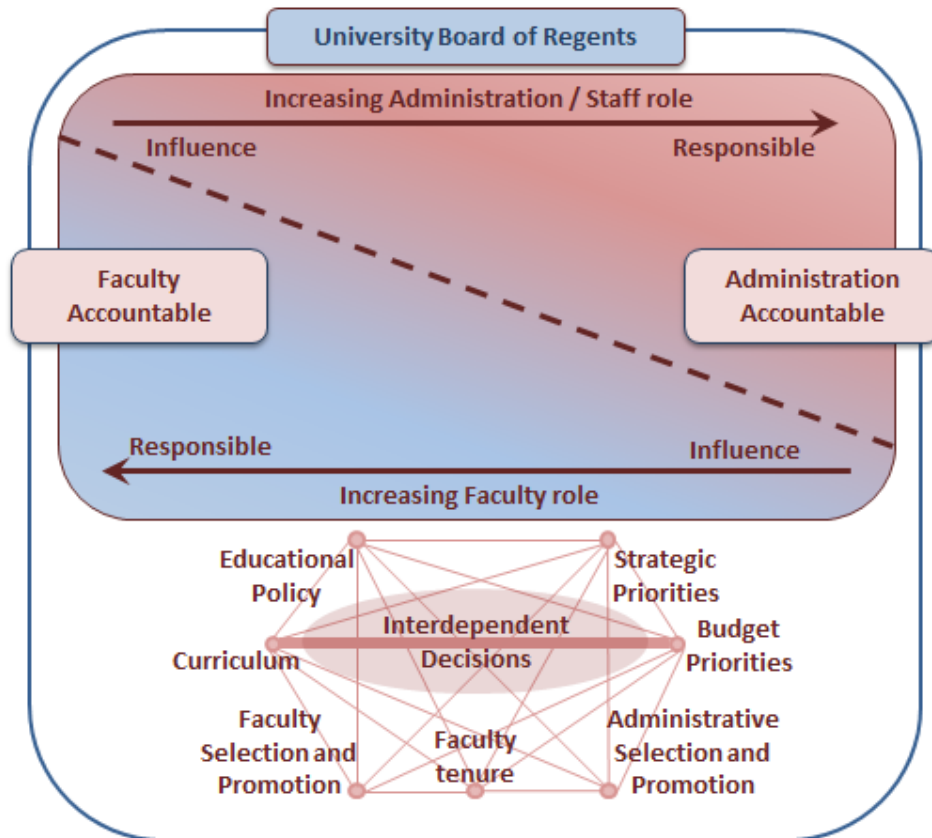 University Board of Regents
Increasing Administration / Staff role
Influence
Responsible
Faculty
Accountable
Administration
Accountable
Responsible
Influence
Increasing Faculty role
Educational
Policy
Strategic
Priorities
Interdependent
Decisions
Curriculum
Budget
Priorities
Faculty
Selection and
Promotion
Faculty
tenure
Administrative
Selection and
Promotion